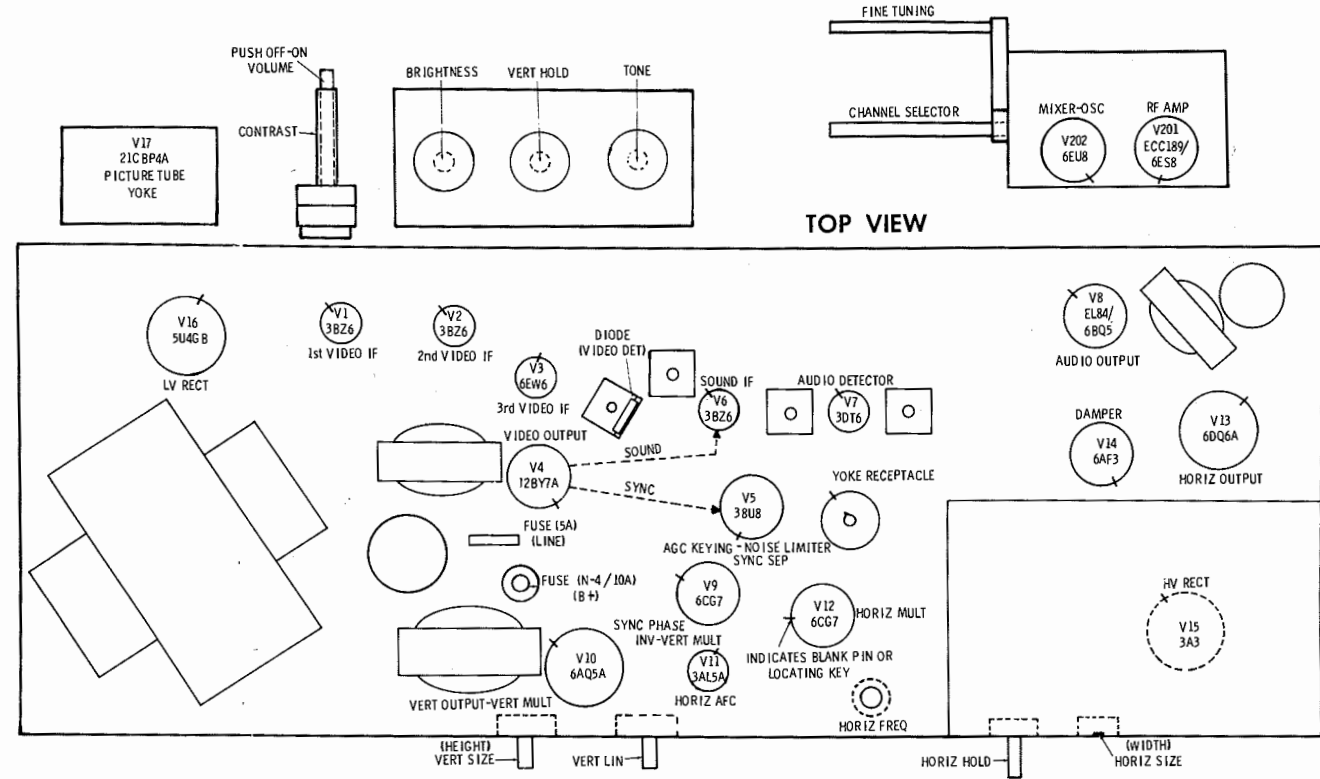 FINE TUNING
PUSH OFF-ON
VOLUME
BRIGHTNESS
VERT HOLD
TONE
CONTRAST
CHANNEL SELECTOR
MIXER-OSC
RF AMP
V202
6EU8
V201
ECC189/
6ES8
V17
21CBP4A
PICTURE TUBE
YOKE
TOP VIEW
V16
5U4GB
LV RECT
V1
3BZ6
1st VIDEO IF
V2
3BZ6
2nd VIDEO IF
V3
6EW6
3rd VIDEO IF
DIODE
(VIDEO DET)
SOUND IF
V6
3BZ6
AUDIO DETECTOR
V7
3DT6
V8
EL84/
6BQ5
AUDIO OUTPUT
DAMPER
V14
6AF3
V13
6DQ6A
HORIZ OUTPUT
VIDEO OUTPUT
V4
12BY7A
SOUND
SYNC
V5
38U8
AGC KEYING - NOISE LIMITER
SYNC SEP
YOKE RECEPTACLE
FUSE (5A)
(LINE)
FUSE (N-4/10A)
(B+)
V9
6CG7
SYNC PHASE
INV-VERT MULT
V12
6CG7
HORIZ MULT
INDICATES BLANK PIN OR
LOCATING KEY
HV RECT
V15
3A3
V10
6AQ5A
VERT OUTPUT-VERT MULT
V11
3AL5A
HORIZ AFC
HORIZ FREQ
(HEIGHT)
VERT SIZE
VERT LIN
HORIZ HOLD
(WIDTH)
HORIZ SIZE